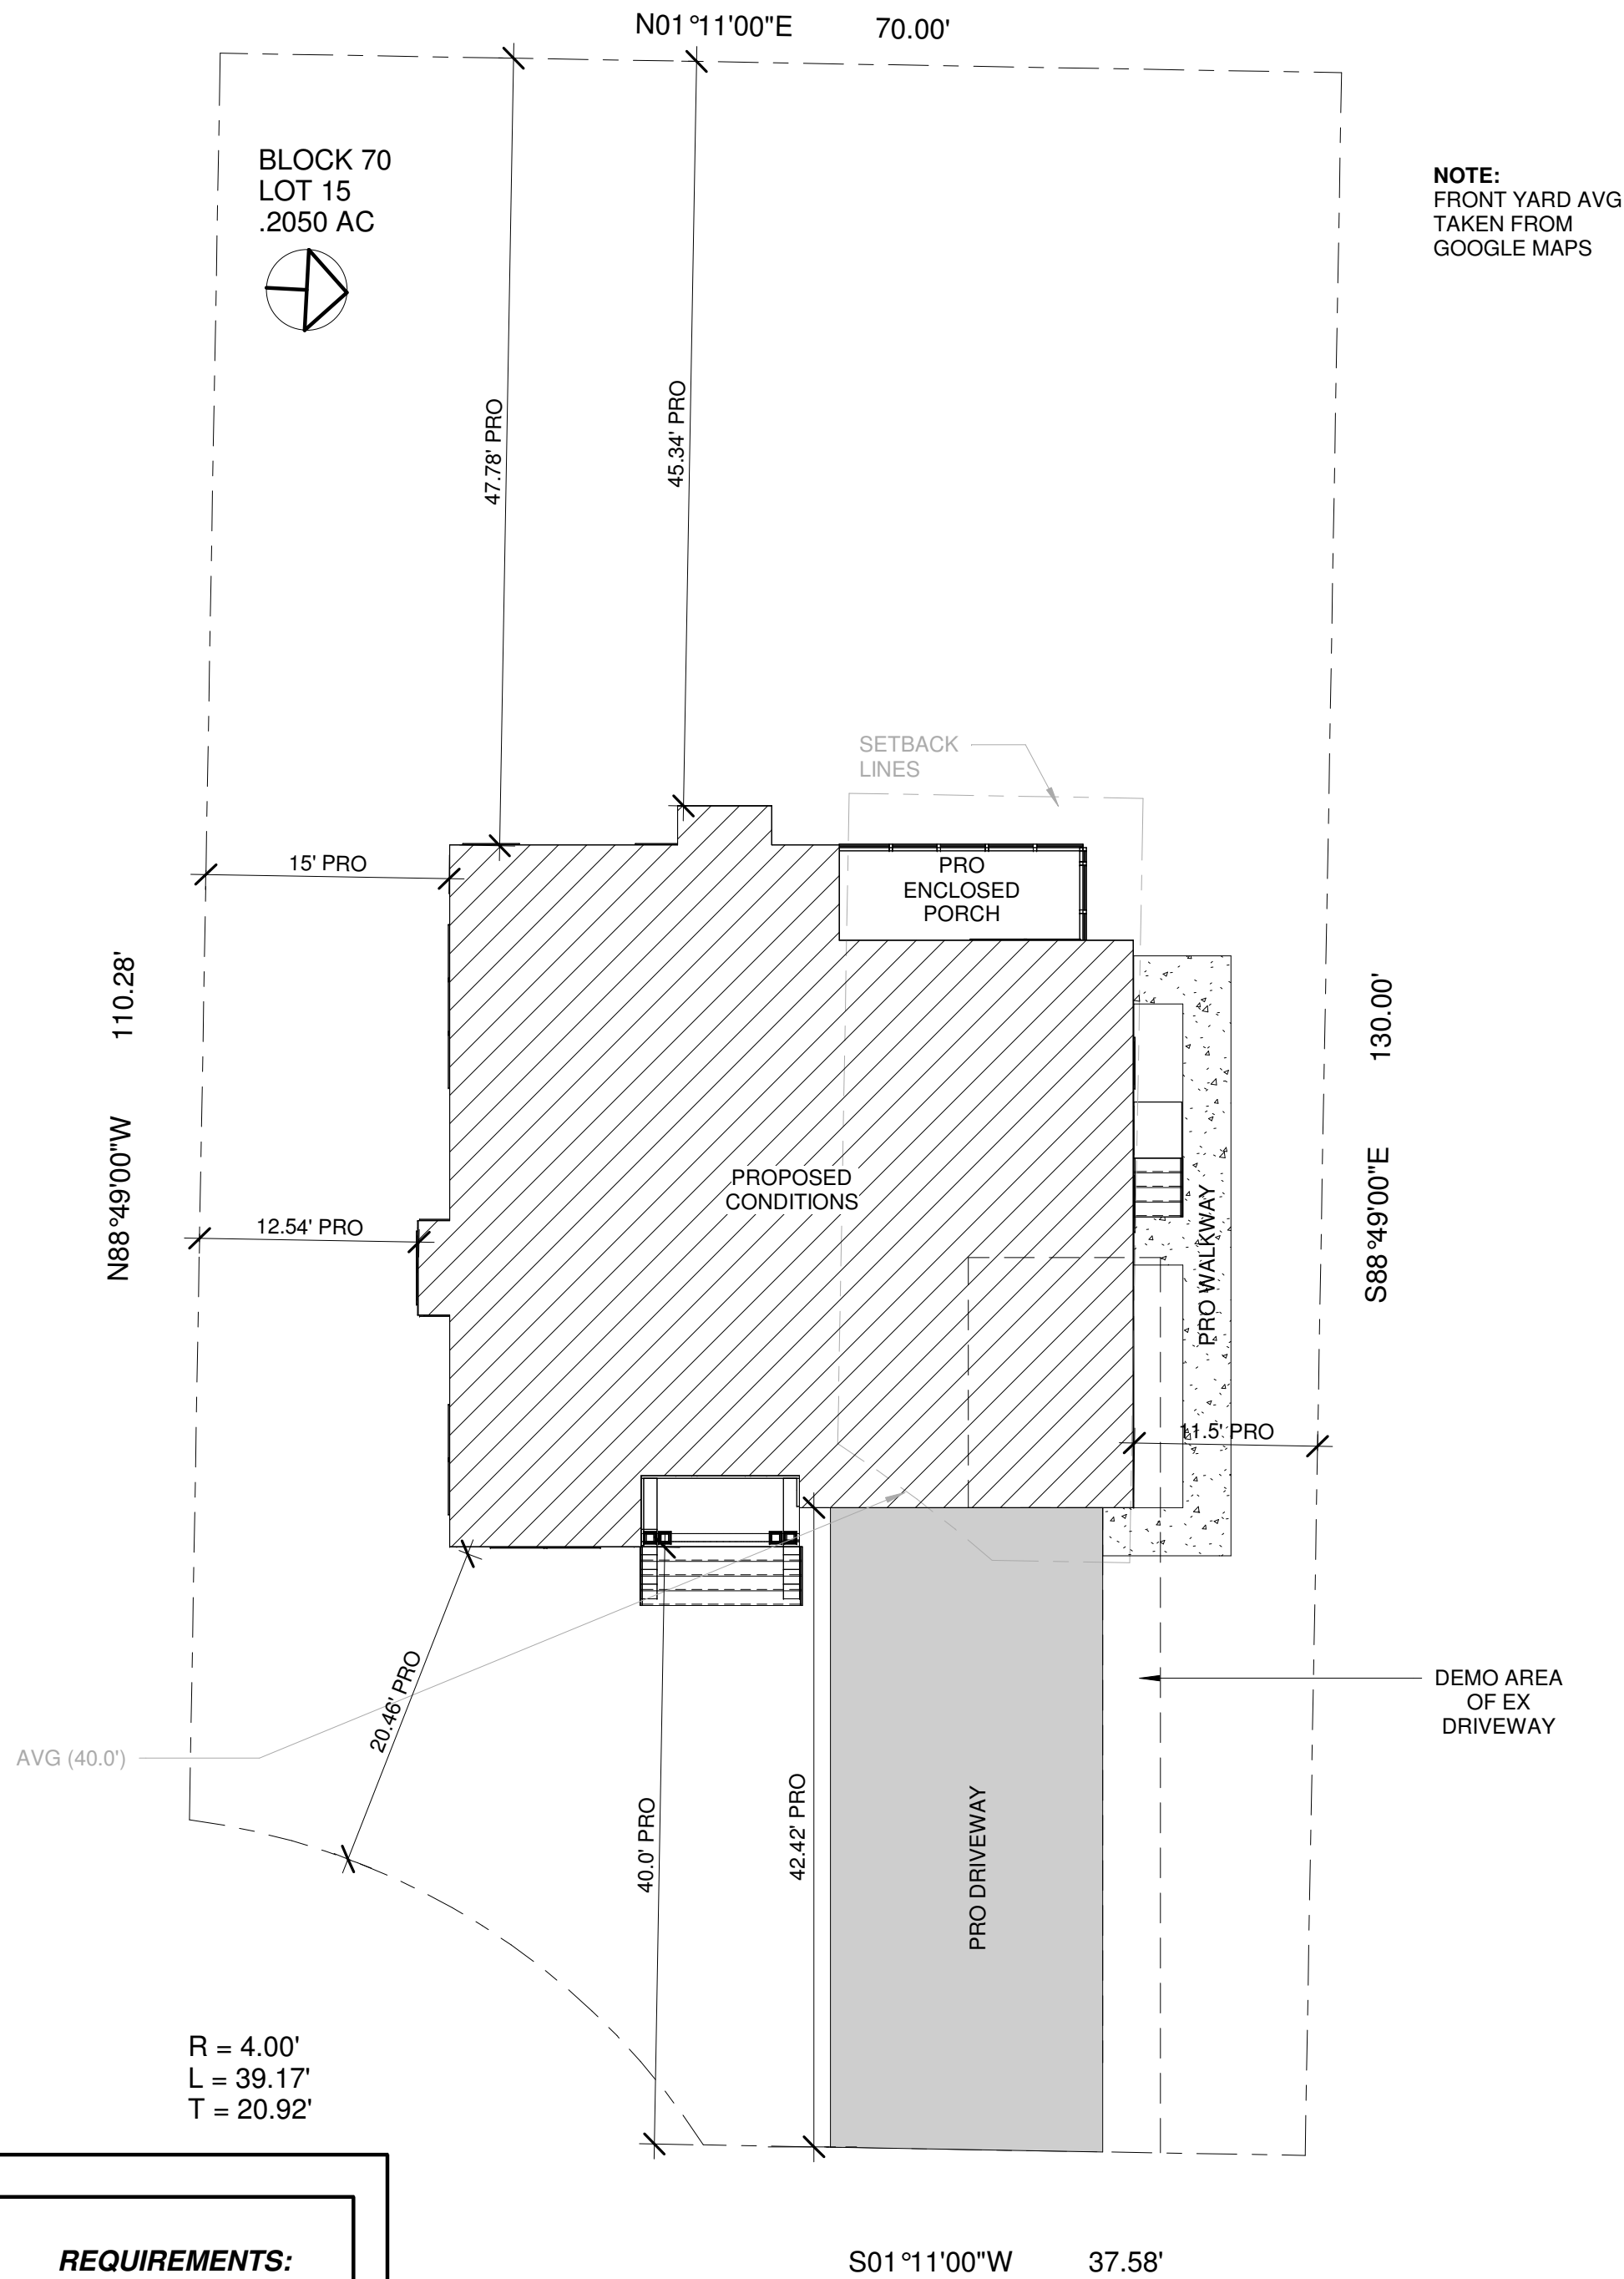 N01°11'00"E 70.00'
BLOCK 70
LOT 15
.2050 AC
NOTE:
FRONT YARD AVG
TAKEN FROM
GOOGLE MAPS
47.78' PRO
45.34' PRO
SETBACK
LINES
15' PRO
PRO
ENCLOSED
PORCH
N88°49'00"W 110.28'
S88°49'00"E 130.00'
PROPOSED
CONDITIONS
12.54' PRO
PRO WALKWAY
11.5' PRO
20.46' PRO
AVG (40.0')
DEMO AREA
OF EX
DRIVEWAY
40.0' PRO
42.42' PRO
PRO DRIVEWAY
R = 4.00'
L = 39.17'
T = 20.92'
REQUIREMENTS:
S01°11'00"W 37.58'